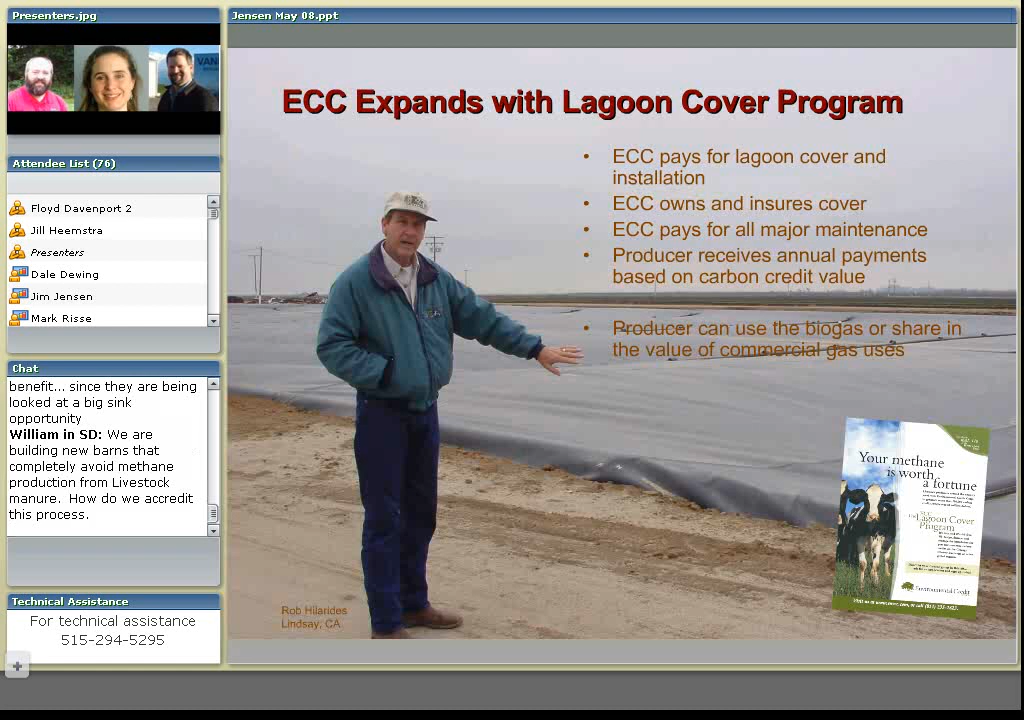 Presenters.jpg
Attendee List (76)
Floyd Davenport 2
Jill Heemstra
Presenters
Dale Dewing
Jim Jensen
Mark Risse
Chat
benefit... since they are being
looked at a big sink
opportunity
William in SD: We are
building new barns that
completely avoid methane
production from Livestock
manure. How do we accredit
this process.
Technical Assistance
For technical assistance
515-294-5295
Jensen May 08.ppt
ECC Expands with Lagoon Cover Program
• ECC pays for lagoon cover and
installation
• ECC owns and insures cover
• ECC pays for all major maintenance
• Producer receives annual payments
based on carbon credit value
• Producer can use the biogas or share in
the value of commercial gas uses
Your methane
is worth
a fortune
ECC
Lagoon Cover
Program
Environmental Credit
Rob Hilarides
Lindsay, CA